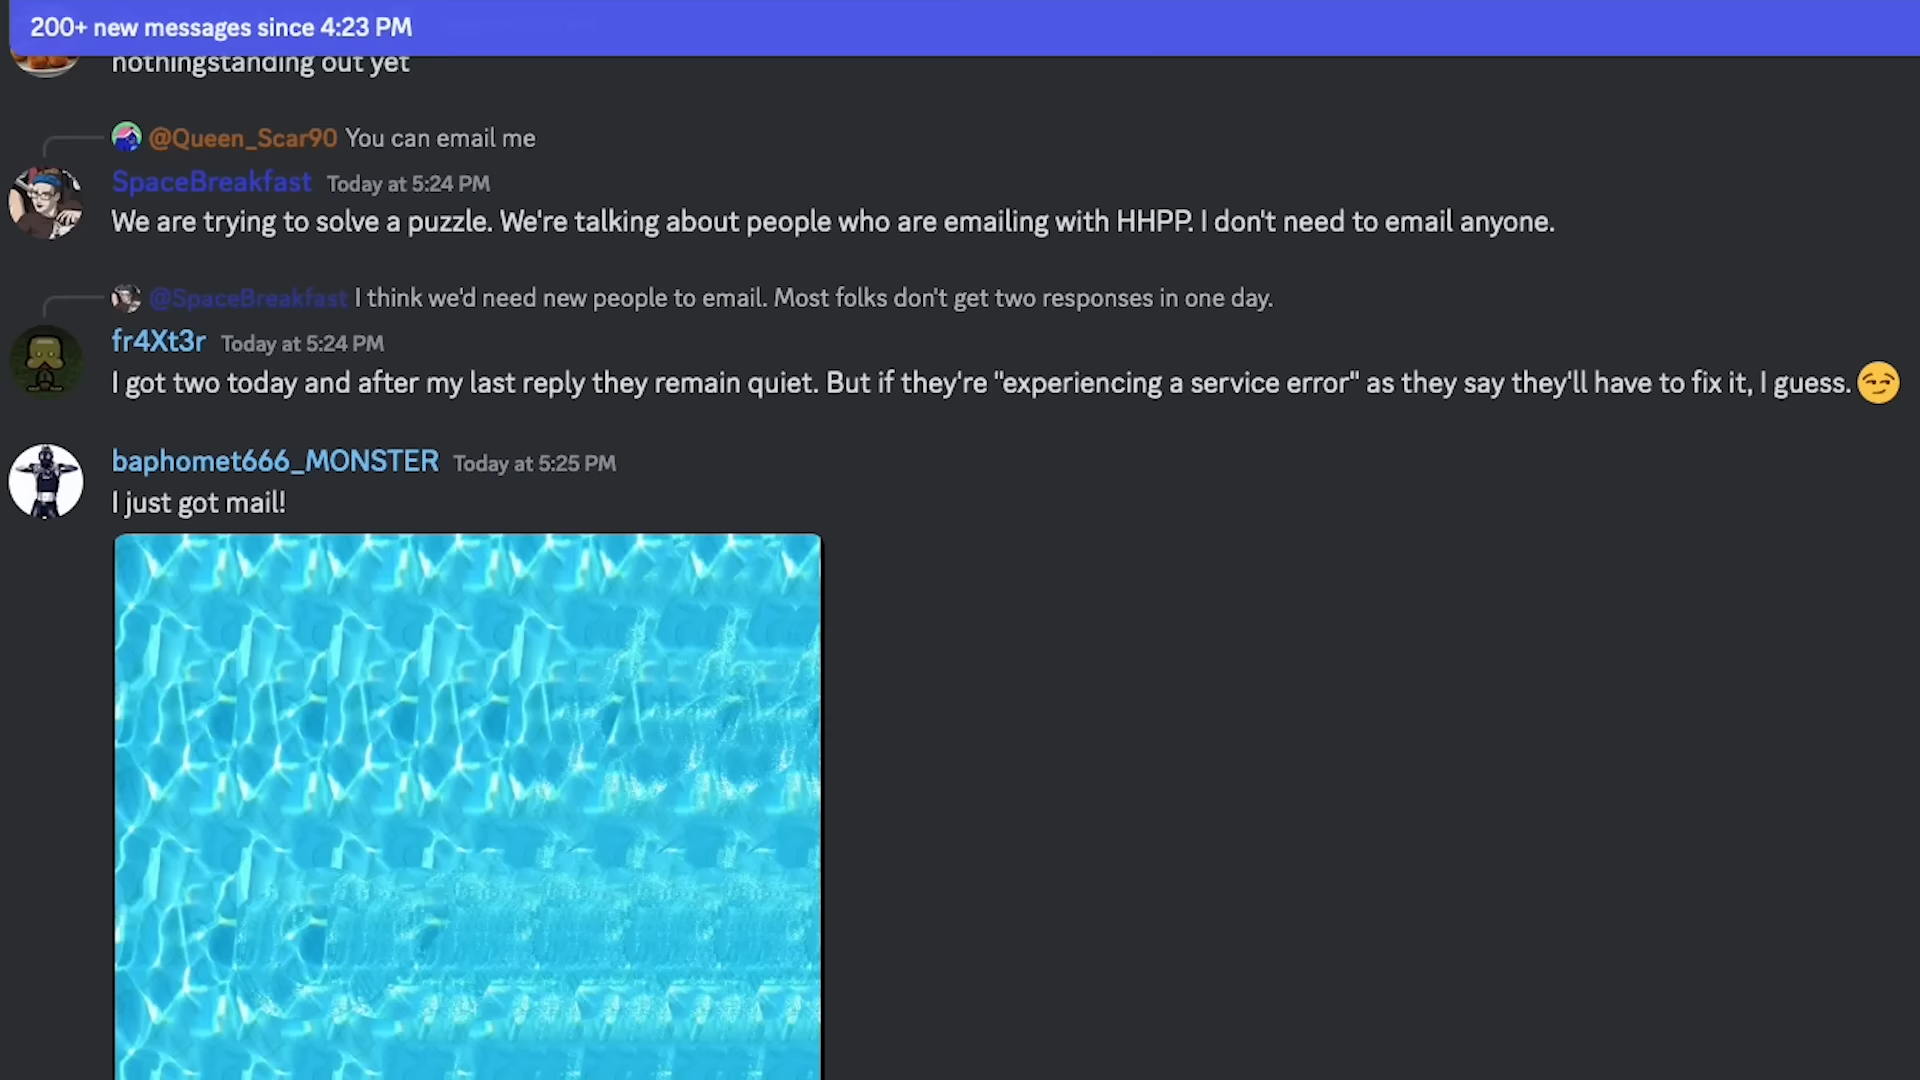 200+ new messages since 4:23 PM
nothingstanding out yet
@Queen_Scar90 You can email me
SpaceBreakfast Today at 5:24 PM
We are trying to solve a puzzle. We're talking about people who are emailing with HHPP. I don't need to email anyone.
@SpaceBreakfast I think we'd need new people to email. Most folks don't get two responses in one day.
fr4Xt3r Today at 5:24 PM
I got two today and after my last reply they remain quiet. But if they're "experiencing a service error" as they say they'll have to fix it, I guess. 😏
baphomet666_MONSTER Today at 5:25 PM
I just got mail!